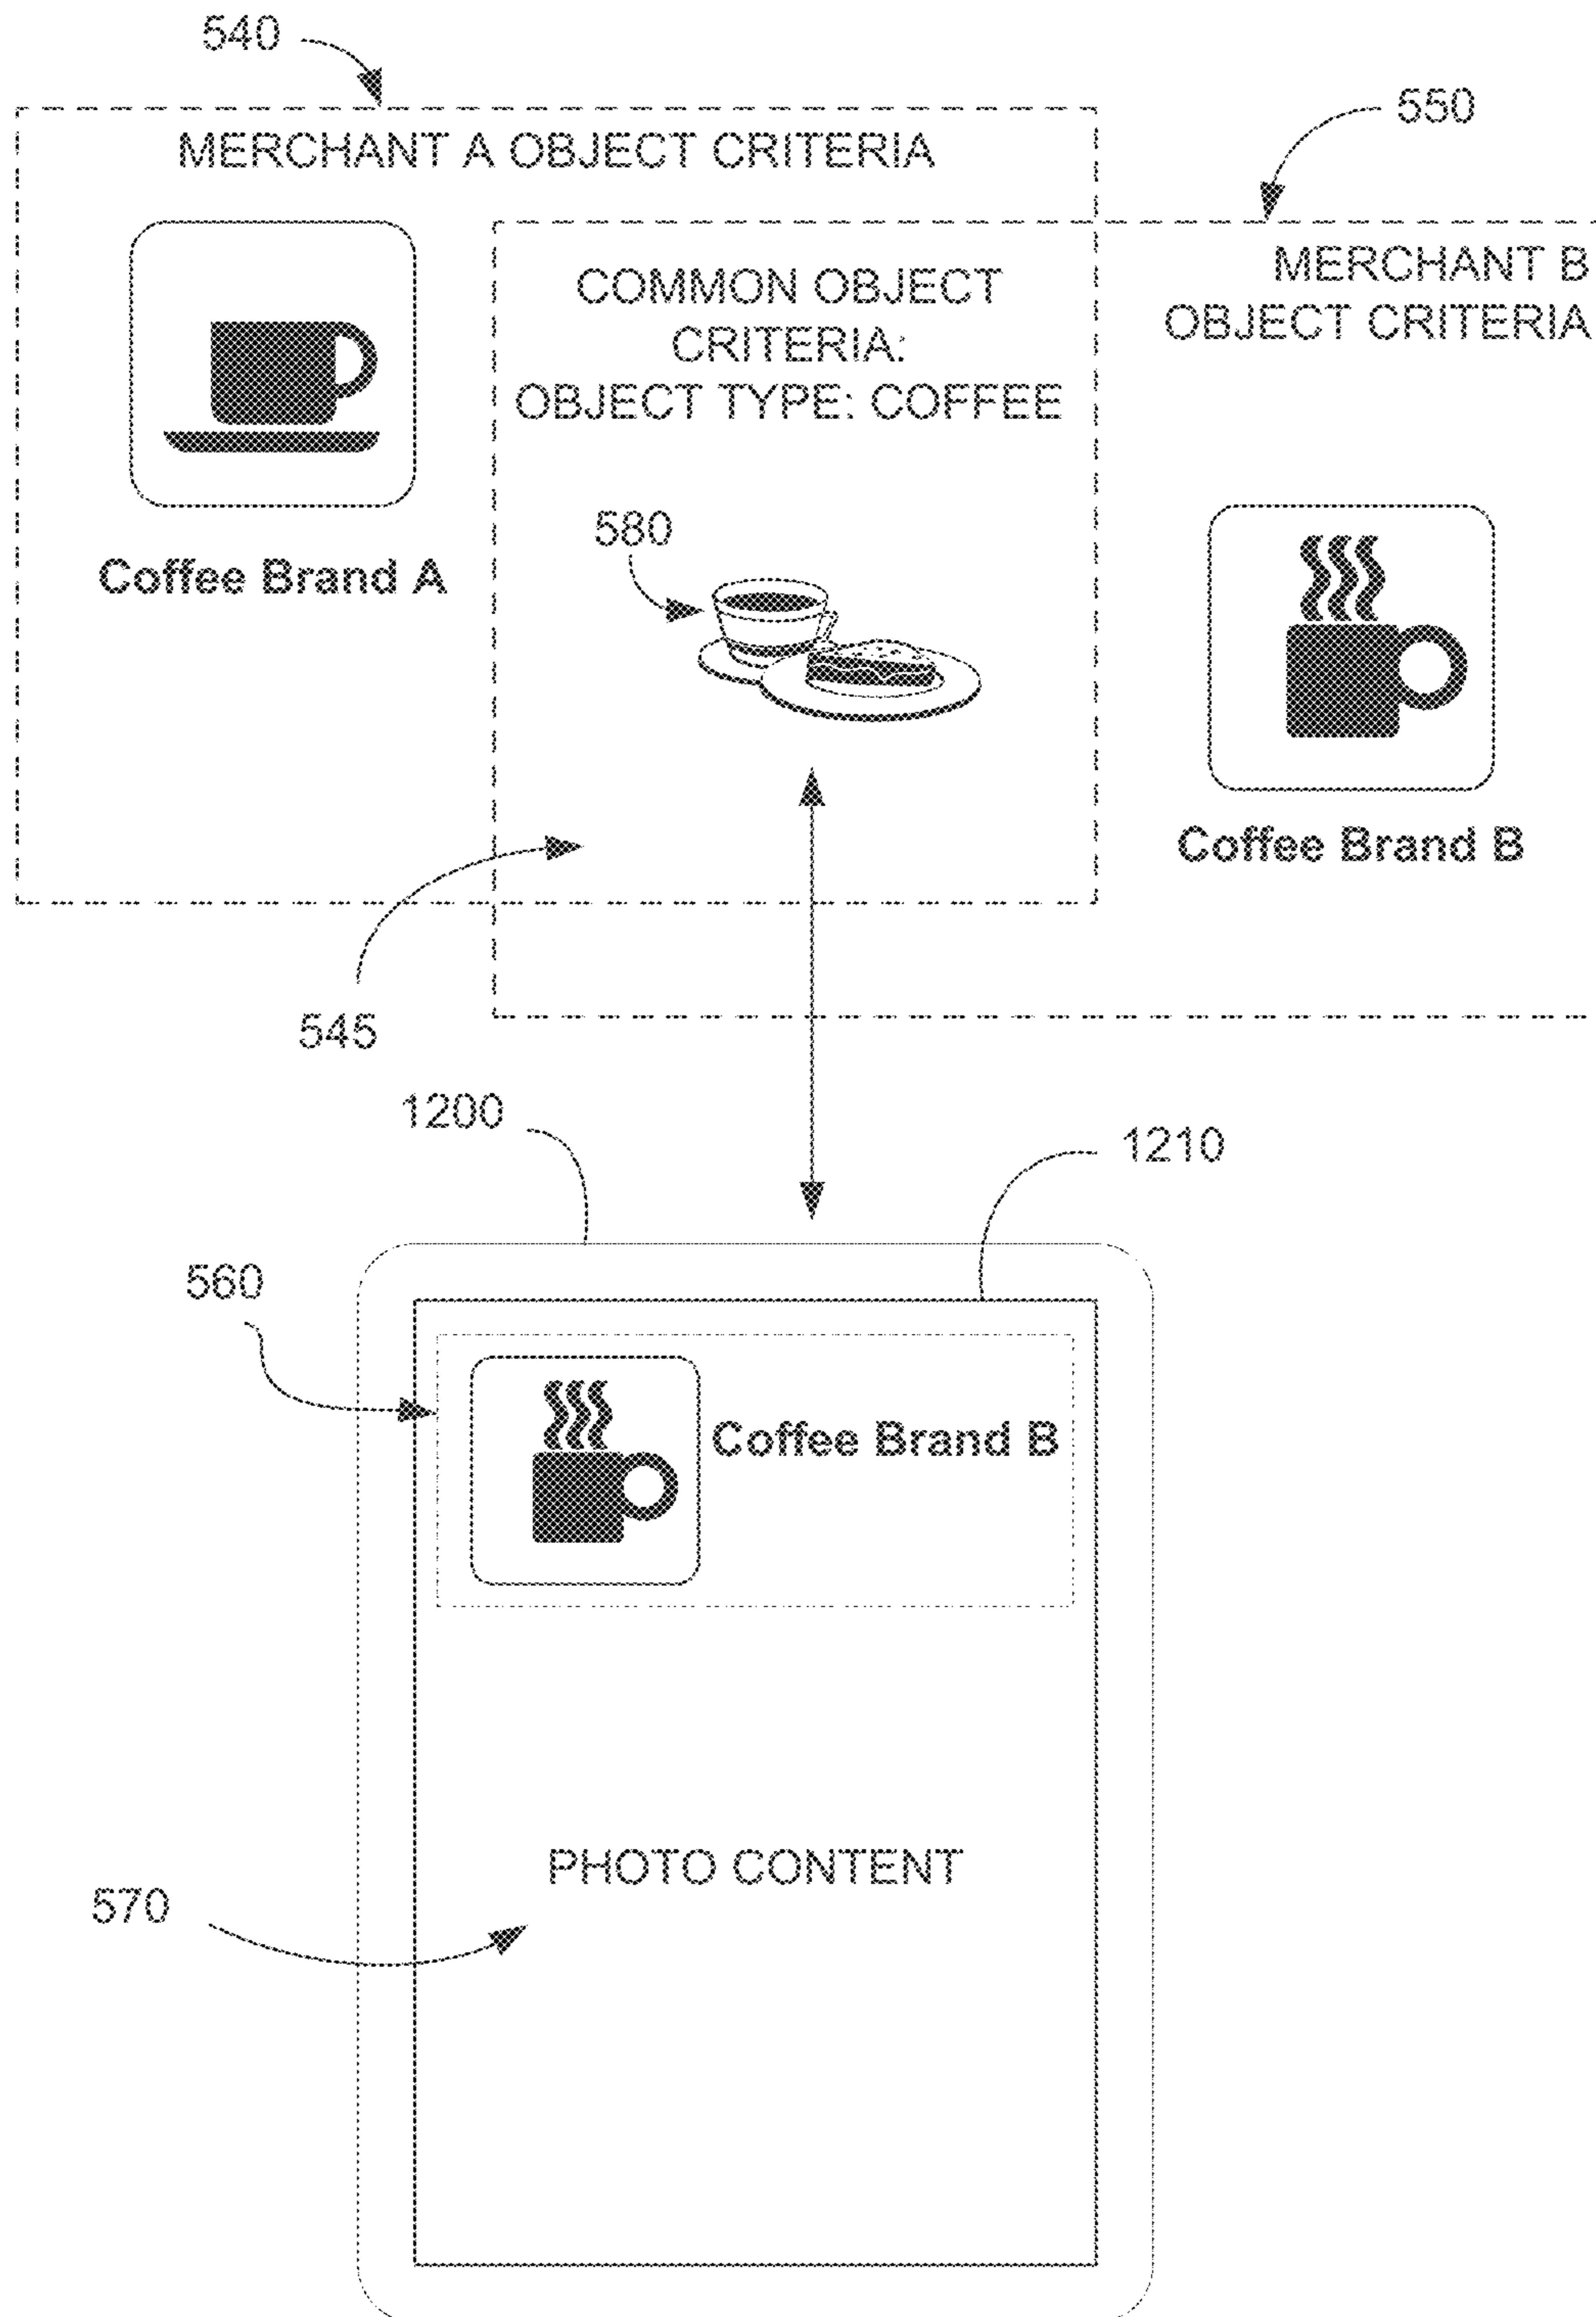 540
550
MERCHANT A OBJECT CRITERIA
MERCHANT B
OBJECT CRITERIA
COMMON OBJECT
CRITERIA:
OBJECT TYPE: COFFEE
580
Coffee Brand A
Coffee Brand B
545
1200
1210
560
Coffee Brand B
PHOTO CONTENT
570